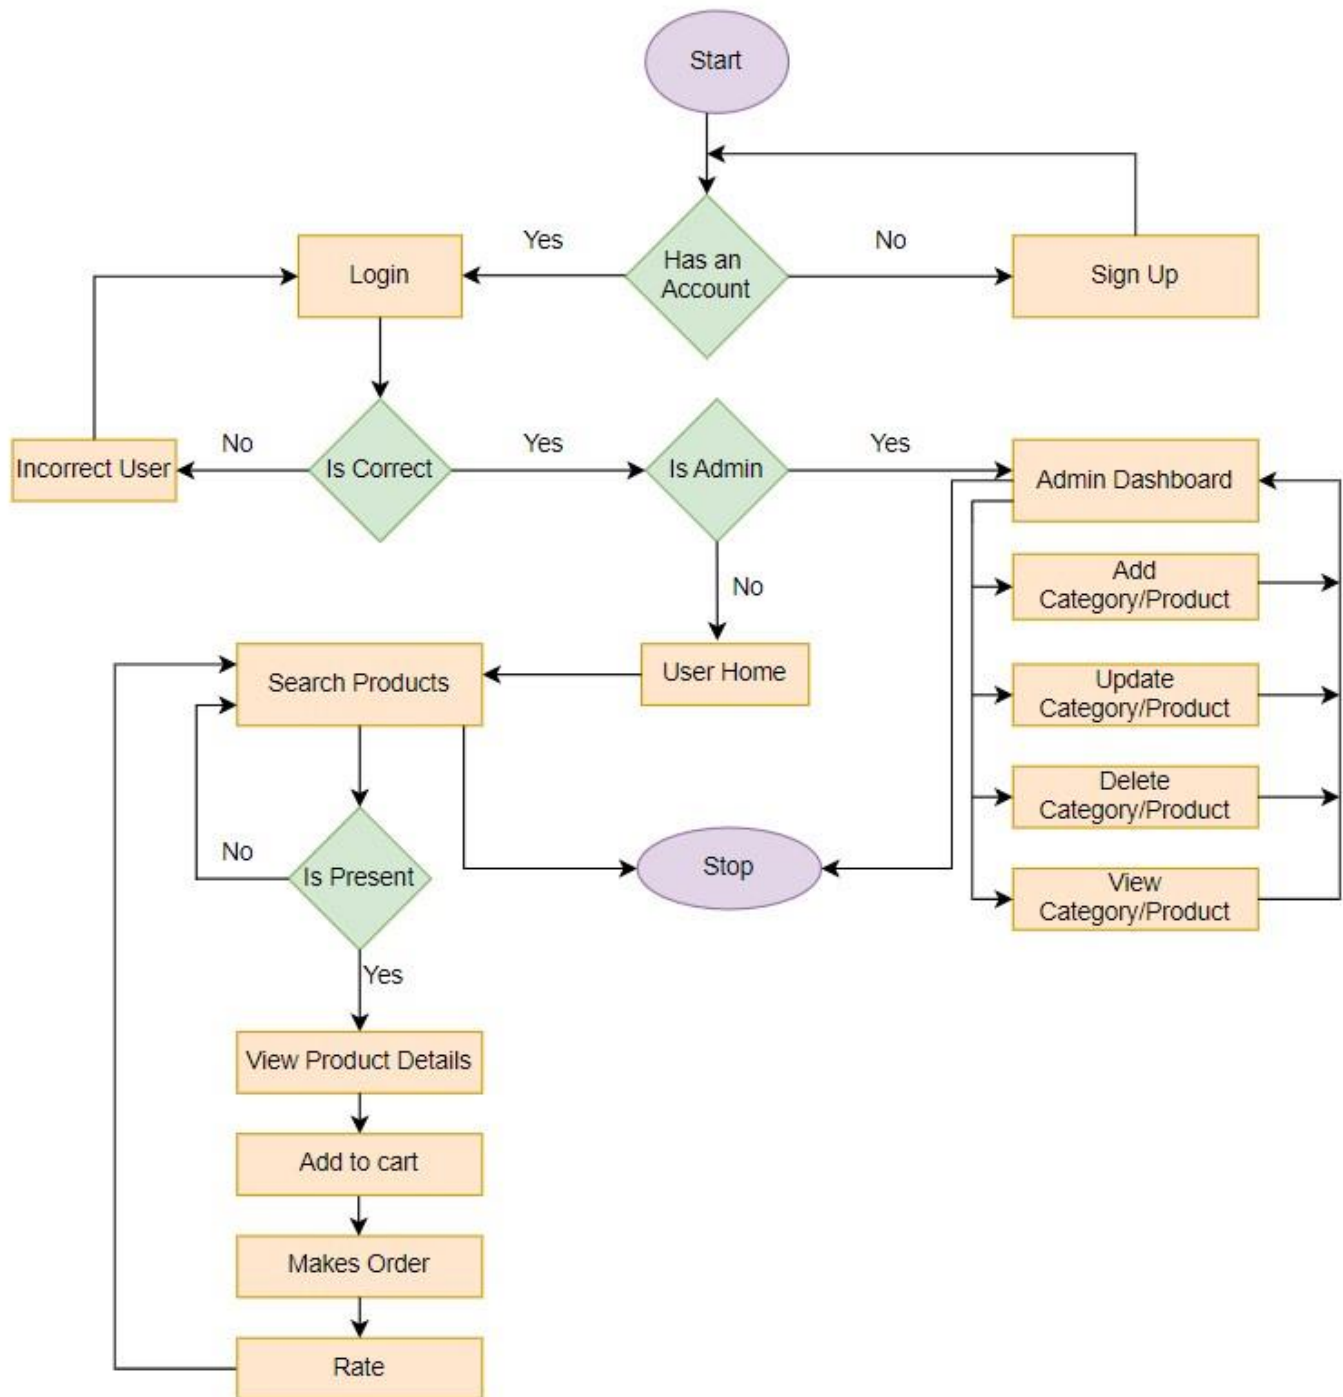 Start
Yes
No
Login
Has an
Account
Sign Up
No
Yes
Yes
Incorrect User
Is Correct
Is Admin
Admin Dashboard
No
Add
Category/Product
Search Products
User Home
Update
Category/Product
Delete
Category/Product
No
Is Present
Stop
View
Category/Product
Yes
View Product Details
Add to cart
Makes Order
Rate